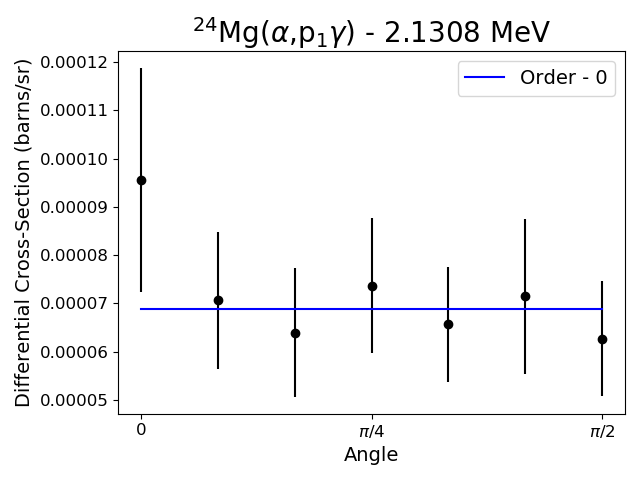 ²⁴Mg(α,p₁γ) - 2.1308 MeV
Order - 0
Differential Cross-Section (barns/sr)
0.00012
0.00011
0.00010
0.00009
0.00008
0.00007
0.00006
0.00005
0 π/4 π/2
Angle